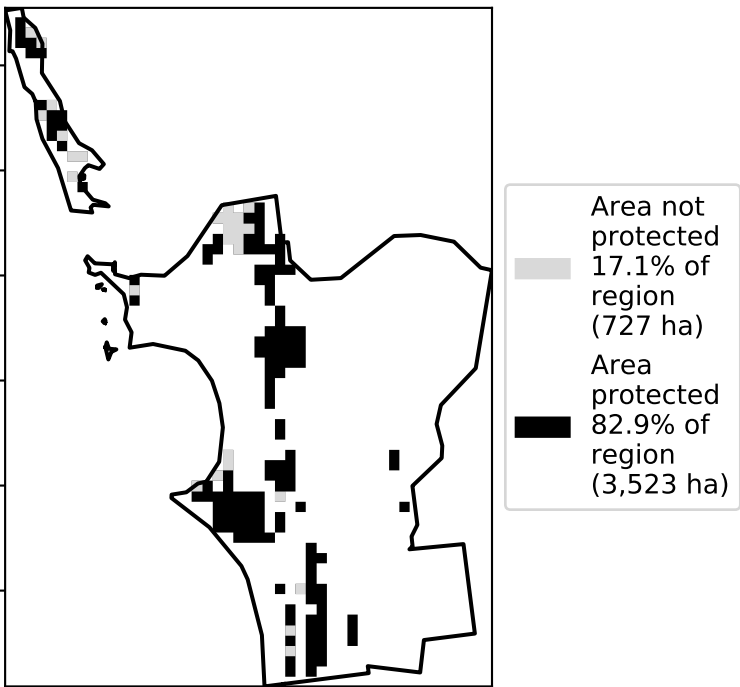 Area not
protected
17.1% of
region
(727 ha)
Area
protected
82.9% of
region
(3,523 ha)